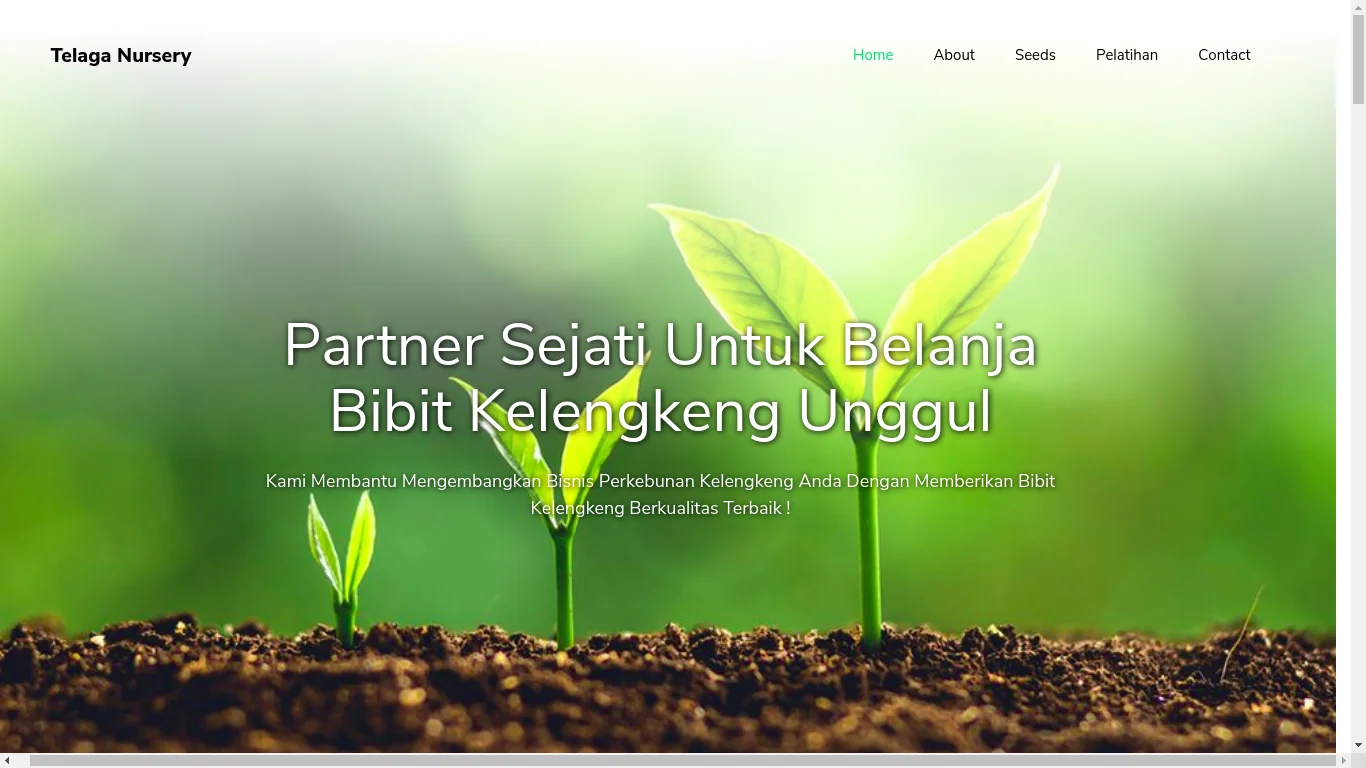 Telaga Nursery
Home
About
Seeds
Pelatihan
Contact
Partner Sejati Untuk Belanja
Bibit Kelengkeng Unggul
Kami Membantu Mengembangkan Bisnis Perkebunan Kelengkeng Anda Dengan Memberikan Bibit
Kelengkeng Berkualitas Terbaik !